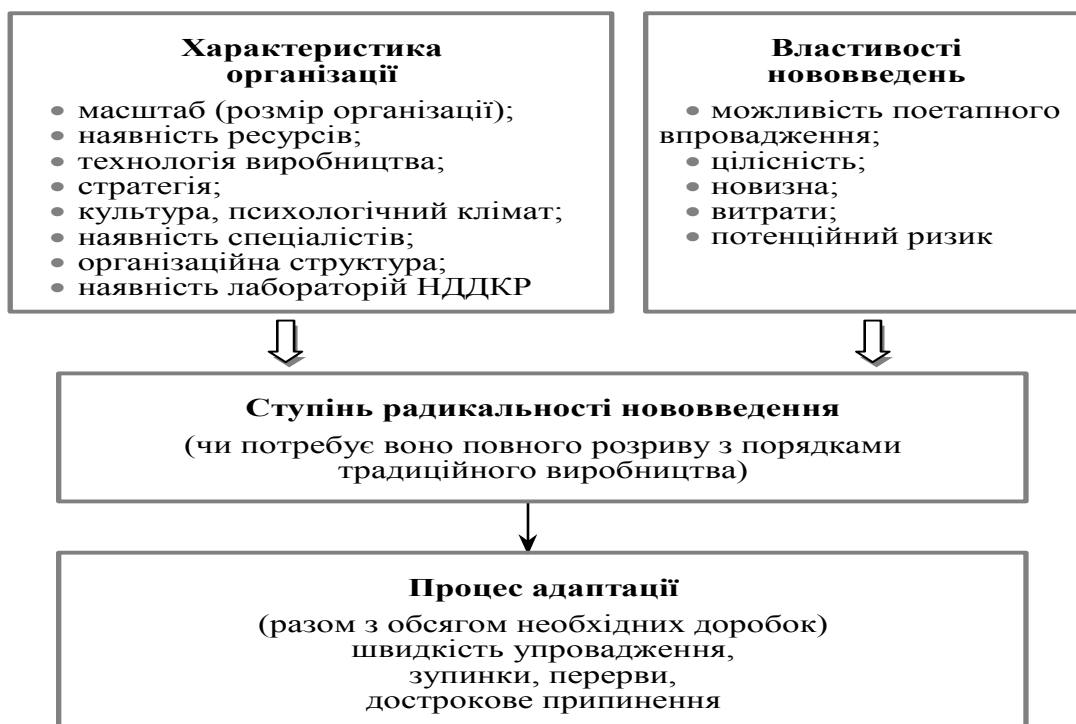 Характеристика
організації
• масштаб (розмір організації);
• наявність ресурсів;
• технологія виробництва;
• стратегія;
• культура, психологічний клімат;
• наявність спеціалістів;
• організаційна структура;
• наявність лабораторій НДДКР
Властивості
нововведень
• можливість поетапного
впровадження;
• цілісність;
• новизна;
• витрати;
• потенційний ризик
Ступінь радикальності нововведення
(чи потребує воно повного розриву з порядками
традиційного виробництва)
Процес адаптації
(разом з обсягом необхідних доробок)
швидкість упровадження,
зупинки, перерви,
дострокове припинення